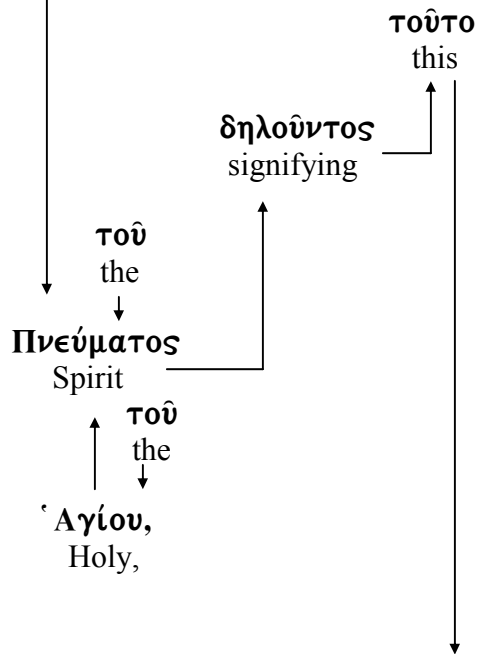 τοῦτο
this
δηλοῦντος
signifying
τοῦ
the
Πνεύματος
Spirit
τοῦ
the
Ἁγίου,
Holy,